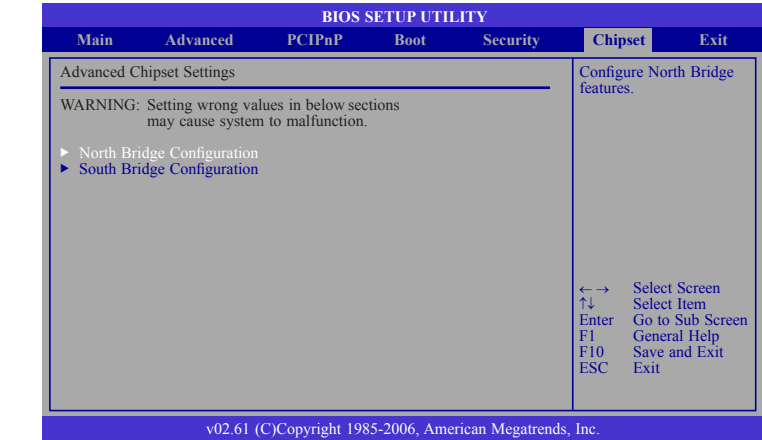 BIOS SETUP UTILITY
Main Advanced PCIPnP Boot Security Chipset Exit
Advanced Chipset Settings
WARNING: Setting wrong values in below sections
may cause system to malfunction.
► North Bridge Configuration
► South Bridge Configuration
Configure North Bridge
features.
←→ Select Screen
↑↓ Select Item
Enter Go to Sub Screen
F1 General Help
F10 Save and Exit
ESC Exit
v02.61 (C)Copyright 1985-2006, American Megatrends, Inc.